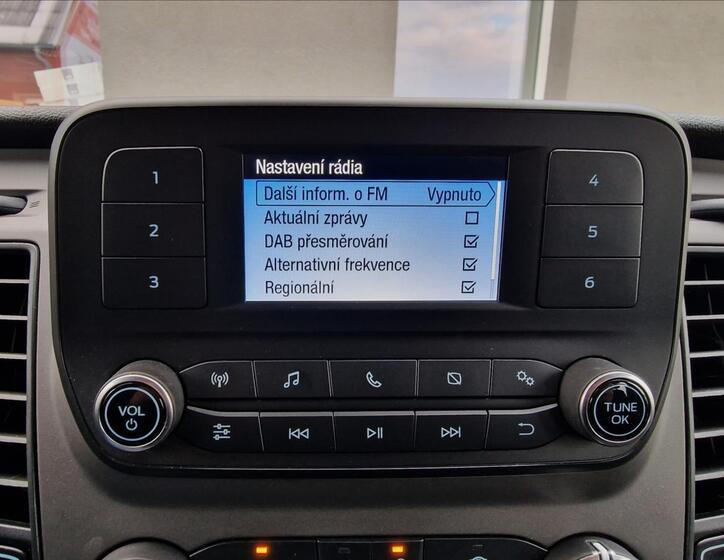 Nastavení rádia
Další inform. o FM Vypnuto
Aktuální zprávy
DAB přesměrování
Alternativní frekvence
Regionální
1
2
3
4
5
6
VOL
TUNE
OK